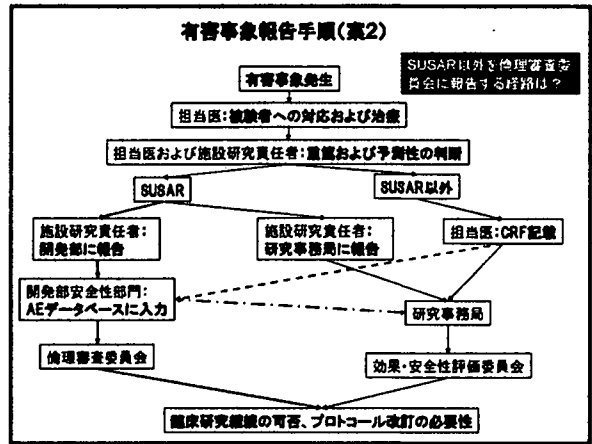 有害事象報告手順(案2)
SUSAR以外を倫理審査委
員会に報告する経路は?
有害事象発生
担当医:被験者への対応および治療
担当医および施設研究責任者:重篤および予測性の判断
SUSAR
SUSAR以外
施設研究責任者:
開発部に報告
施設研究責任者:
研究事務局に報告
担当医:CRF記載
開発部安全性部門:
AEデータベースに入力
研究事務局
倫理審査委員会
効果・安全性評価委員会
臨床研究継続の可否、プロトコール改訂の必要性